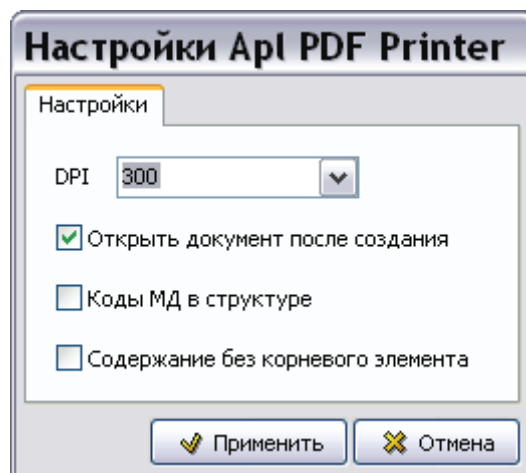 Настройки Apl PDF Printer
Настройки
DPI 300
Открыть документ после создания
Коды МД в структуре
Содержание без корневого элемента
Применить Отмена